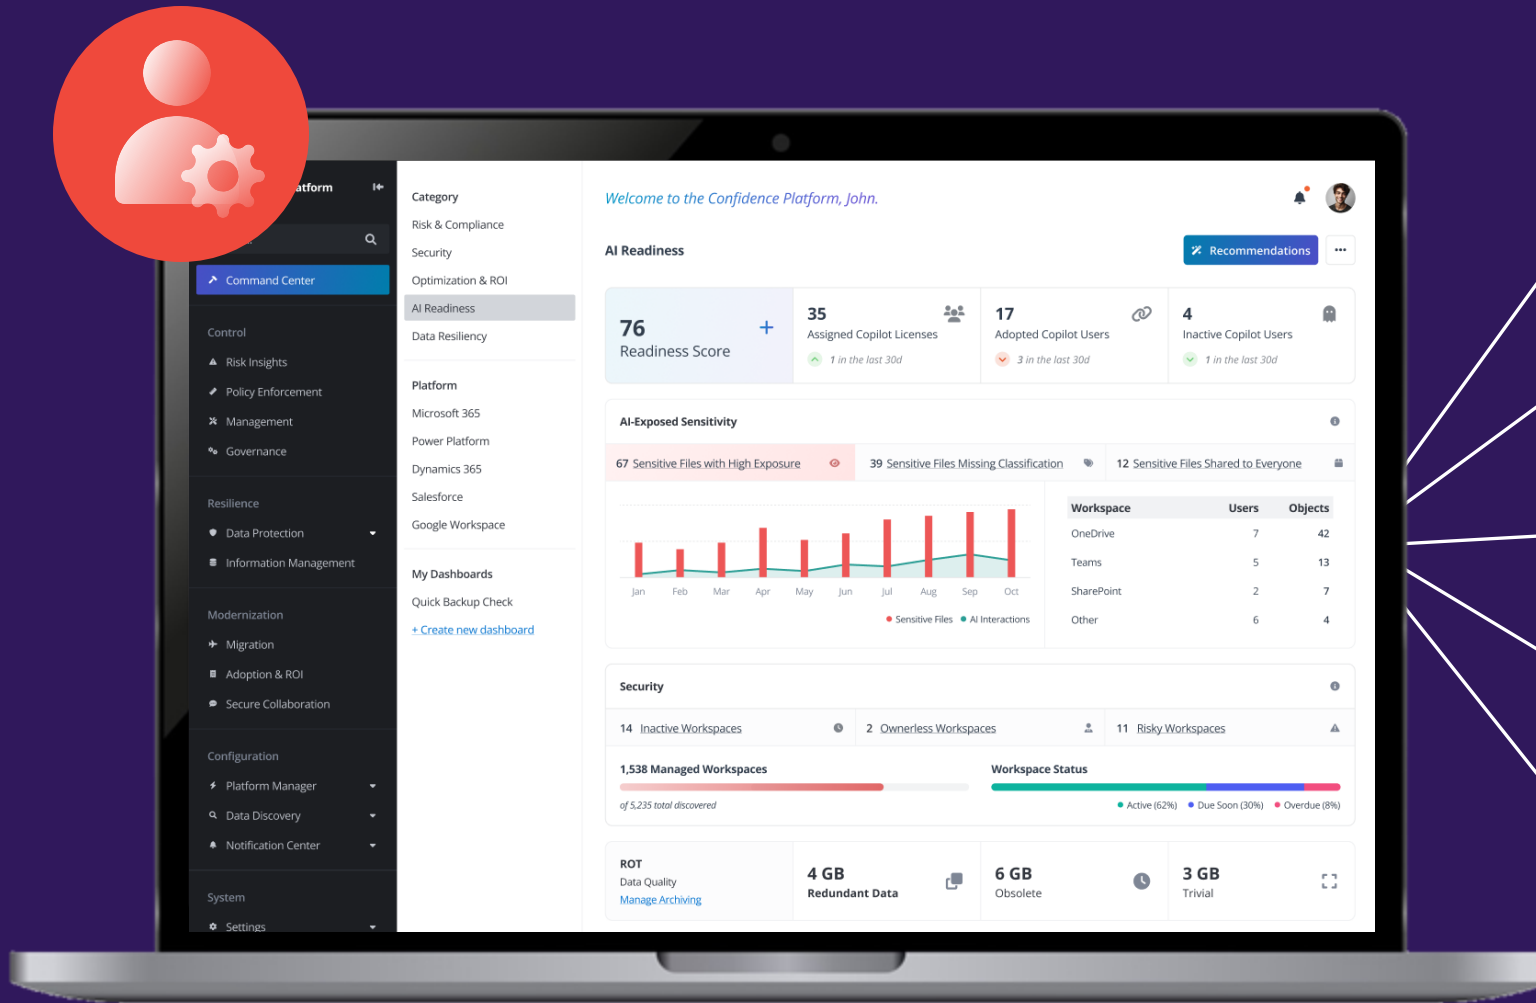 atform
Command Center
Control
Risk Insights
Policy Enforcement
Management
Governance
Resilience
Data Protection
Information Management
Modernization
Migration
Adoption & ROI
Secure Collaboration
Configuration
Platform Manager
Data Discovery
Notification Center
System
Settings
Category
Risk & Compliance
Security
Optimization & ROI
AI Readiness
Data Resiliency
Platform
Microsoft 365
Power Platform
Dynamics 365
Salesforce
Google Workspace
My Dashboards
Quick Backup Check
+ Create new dashboard
Welcome to the Confidence Platform, John.
AI Readiness
Recommendations
76
Readiness Score
35
Assigned Copilot Licenses
1 in the last 30d
17
Adopted Copilot Users
3 in the last 30d
4
Inactive Copilot Users
1 in the last 30d
AI-Exposed Sensitivity
67 Sensitive Files with High Exposure
39 Sensitive Files Missing Classification
12 Sensitive Files Shared to Everyone
Jan Feb Mar Apr May Jun Jul Aug Sep Oct
Sensitive Files AI Interactions
Workspace Users Objects
OneDrive 7 42
Teams 5 13
SharePoint 2 7
Other 6 4
Security
14 Inactive Workspaces
2 Ownerless Workspaces
11 Risky Workspaces
1,538 Managed Workspaces
of 5,235 total discovered
Workspace Status
Active (62%) Due Soon (30%) Overdue (8%)
ROT
Data Quality
Manage Archiving
4 GB
Redundant Data
6 GB
Obsolete
3 GB
Trivial